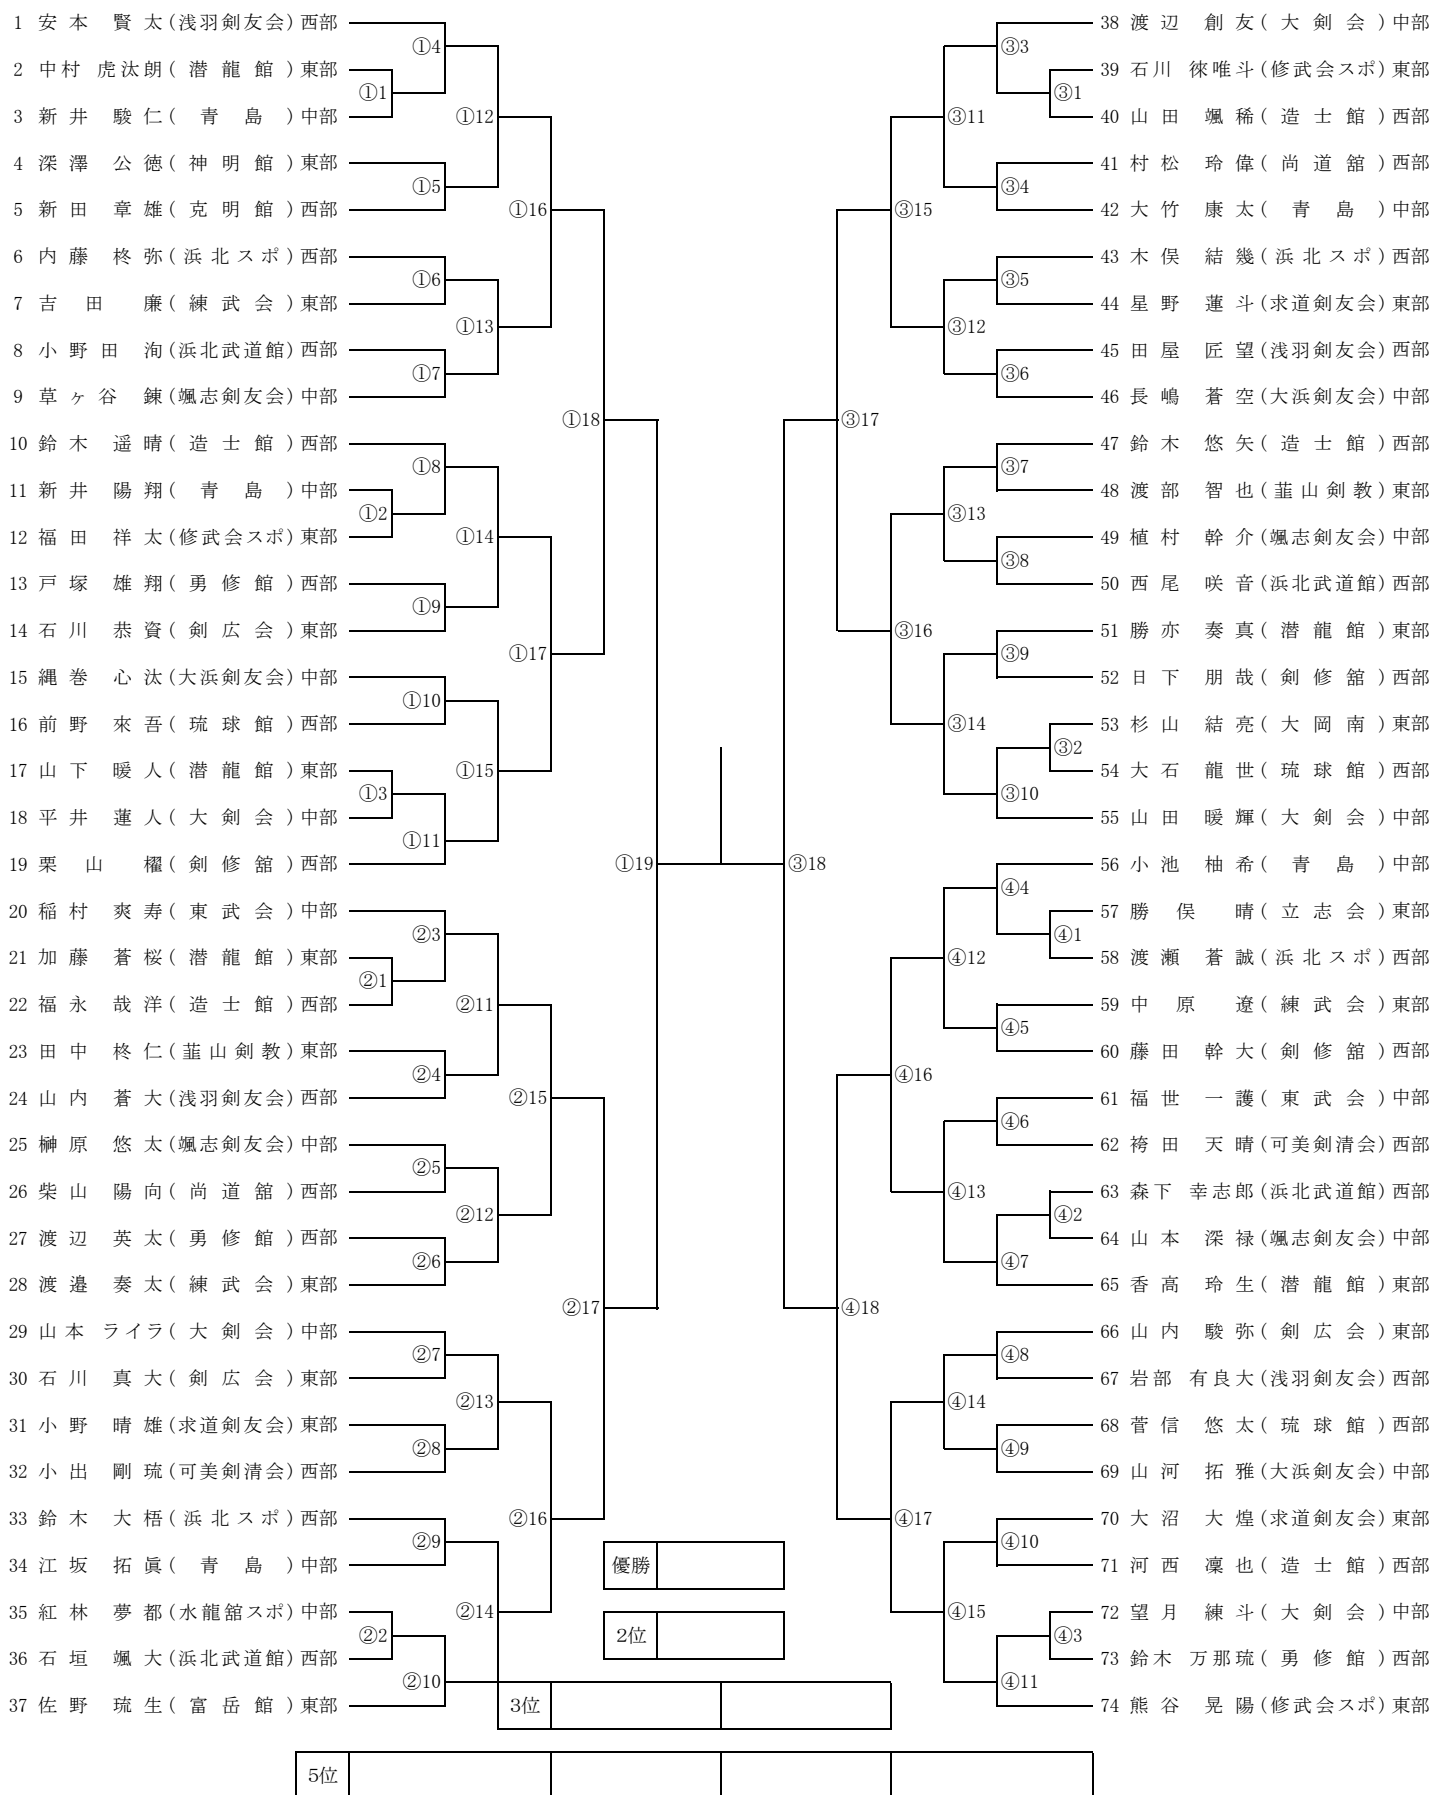 1 安本 賢太(浅羽剣友会)西部
2 中村 虎汰朗(潜龍館)東部
3 新井 駿仁(青島)中部
4 深澤 公徳(神明館)東部
5 新田 章雄(克明館)西部
6 内藤 柊弥(浜北スポ)西部
7 吉田 廉(練武会)東部
8 小野田 洵(浜北武道館)西部
9 草ヶ谷 錬(颯志剣友会)中部
10 鈴木 遥晴(造士館)西部
11 新井 陽翔(青島)中部
12 福田 祥太(修武会スポ)東部
13 戸塚 雄翔(勇修館)西部
14 石川 恭資(剣広会)東部
15 縄巻 心汰(大浜剣友会)中部
16 前野 來吾(琉球館)西部
17 山下 暖人(潜龍館)東部
18 平井 蓮人(大剣会)中部
19 栗山 櫂(剣修舘)西部
20 稲村 爽寿(東武会)中部
21 加藤 蒼桜(潜龍館)東部
22 福永 哉洋(造士館)西部
23 田中 柊仁(韮山剣教)東部
24 山内 蒼大(浅羽剣友会)西部
25 榊原 悠太(颯志剣友会)中部
26 柴山 陽向(尚道舘)西部
27 渡辺 英太(勇修館)西部
28 渡邉 奏太(練武会)東部
29 山本 ライラ(大剣会)中部
30 石川 真大(剣広会)東部
31 小野 晴雄(求道剣友会)東部
32 小出 剛琉(可美剣清会)西部
33 鈴木 大梧(浜北スポ)西部
34 江坂 拓眞(青島)中部
35 紅林 夢都(水龍舘スポ)中部
36 石垣 颯大(浜北武道館)西部
37 佐野 琉生(富岳館)東部
①4
①1
①12
①5
①16
①6
①13
①7
①18
①8
①2
①14
①9
①17
①10
①15
①3
①11
①19
②3
②1
②11
②4
②15
②5
②12
②6
②17
②7
②13
②8
②16
②9
②14
②2
②10
③3
③1
③11
③4
③15
③5
③12
③6
③17
③7
③13
③8
③16
③9
③14
③2
③10
③18
④4
④1
④12
④5
④16
④6
④13
④2
④7
④18
④8
④14
④9
④17
④10
④15
④3
④11
38 渡辺 創友(大剣会)中部
39 石川 徠唯斗(修武会スポ)東部
40 山田 颯稀(造士館)西部
41 村松 玲偉(尚道舘)西部
42 大竹 康太(青島)中部
43 木俣 結幾(浜北スポ)西部
44 星野 蓮斗(求道剣友会)東部
45 田屋 匠望(浅羽剣友会)西部
46 長嶋 蒼空(大浜剣友会)中部
47 鈴木 悠矢(造士館)西部
48 渡部 智也(韮山剣教)東部
49 植村 幹介(颯志剣友会)中部
50 西尾 咲音(浜北武道館)西部
51 勝亦 奏真(潜龍館)東部
52 日下 朋哉(剣修舘)西部
53 杉山 結亮(大岡南)東部
54 大石 龍世(琉球館)西部
55 山田 暖輝(大剣会)中部
56 小池 柚希(青島)中部
57 勝俣 晴(立志会)東部
58 渡瀬 蒼誠(浜北スポ)西部
59 中原 遼(練武会)東部
60 藤田 幹大(剣修舘)西部
61 福世 一護(東武会)中部
62 袴田 天晴(可美剣清会)西部
63 森下 幸志郎(浜北武道館)西部
64 山本 深禄(颯志剣友会)中部
65 香高 玲生(潜龍館)東部
66 山内 駿弥(剣広会)東部
67 岩部 有良大(浅羽剣友会)西部
68 菅信 悠太(琉球館)西部
69 山河 拓雅(大浜剣友会)中部
70 大沼 大煌(求道剣友会)東部
71 河西 凜也(造士館)西部
72 望月 練斗(大剣会)中部
73 鈴木 万那琉(勇修館)西部
74 熊谷 晃陽(修武会スポ)東部
優勝
2位
3位
5位